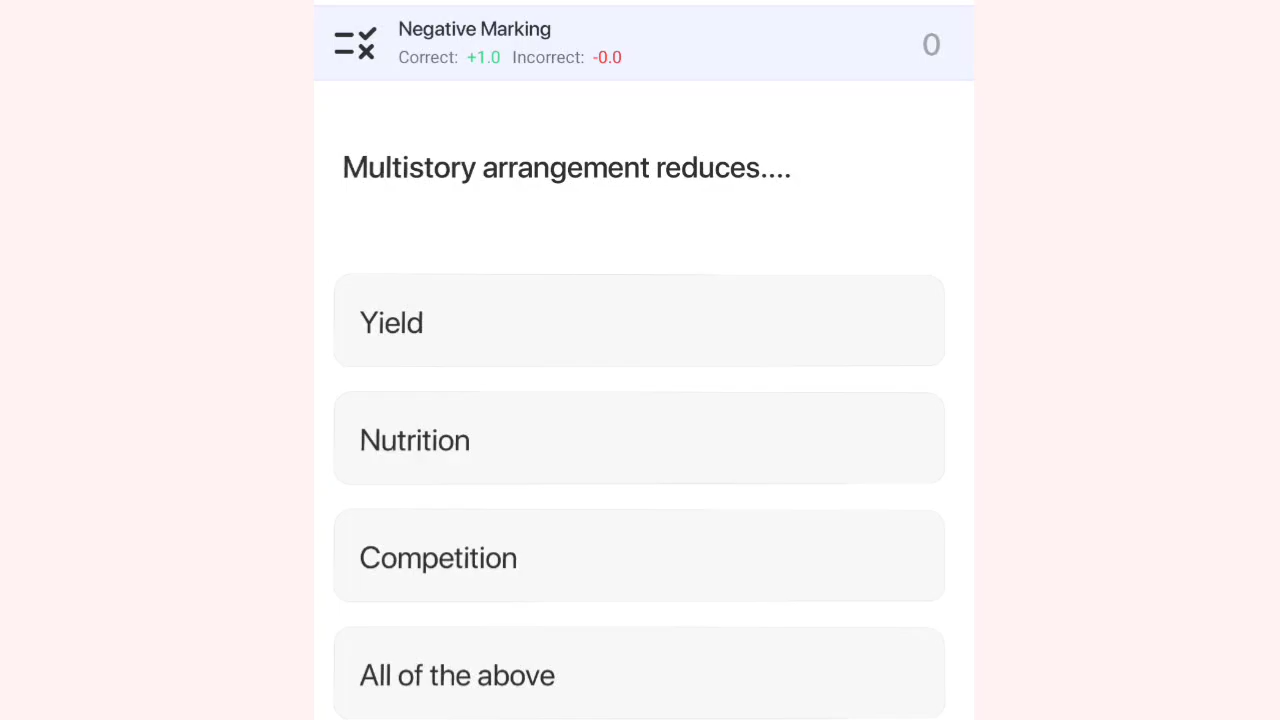 Negative Marking
Correct: +1.0 Incorrect: -0.0
0
Multistory arrangement reduces....
Yield
Nutrition
Competition
All of the above